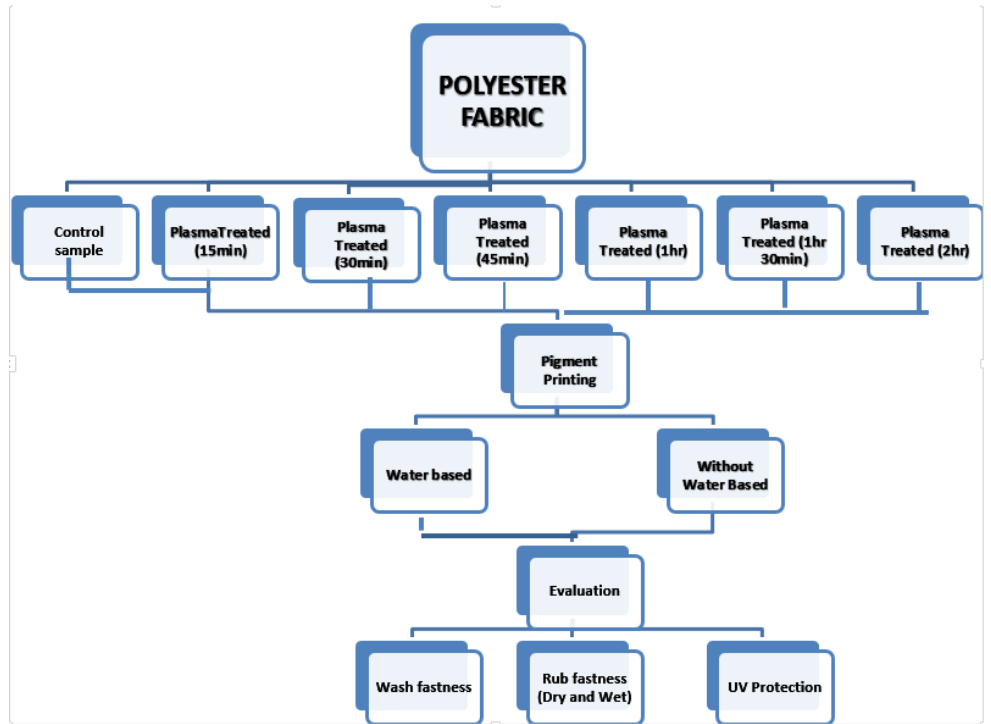 POLYESTER
FABRIC
Control
sample
PlasmaTreated
(15min)
Plasma
Treated
(30min)
Plasma
Treated
(45min)
Plasma
Treated (1hr)
Plasma
Treated (1hr
30min)
Plasma
Treated (2hr)
Pigment
Printing
Water based
Without
Water Based
Evaluation
Wash fastness
Rub fastness
(Dry and Wet)
UV Protection